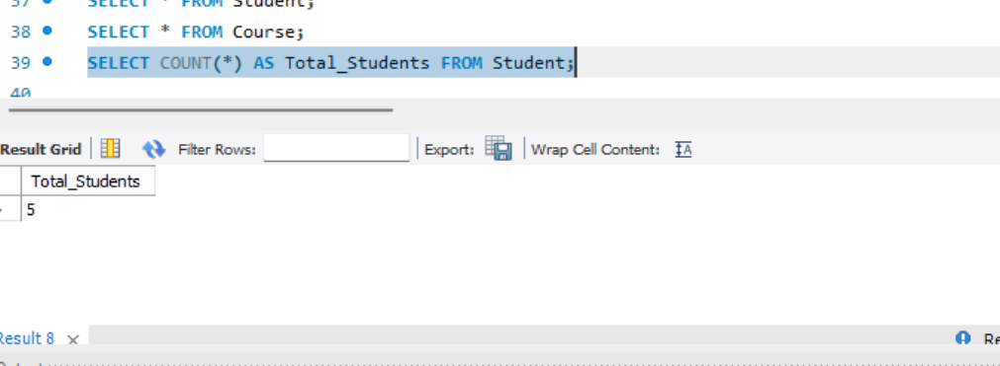 37 SELECT * FROM Student;
38 SELECT * FROM Course;
39 SELECT COUNT(*) AS Total_Students FROM Student;
40
Result Grid Filter Rows: Export: Wrap Cell Content: IA
Total_Students
5
Result 8 ×